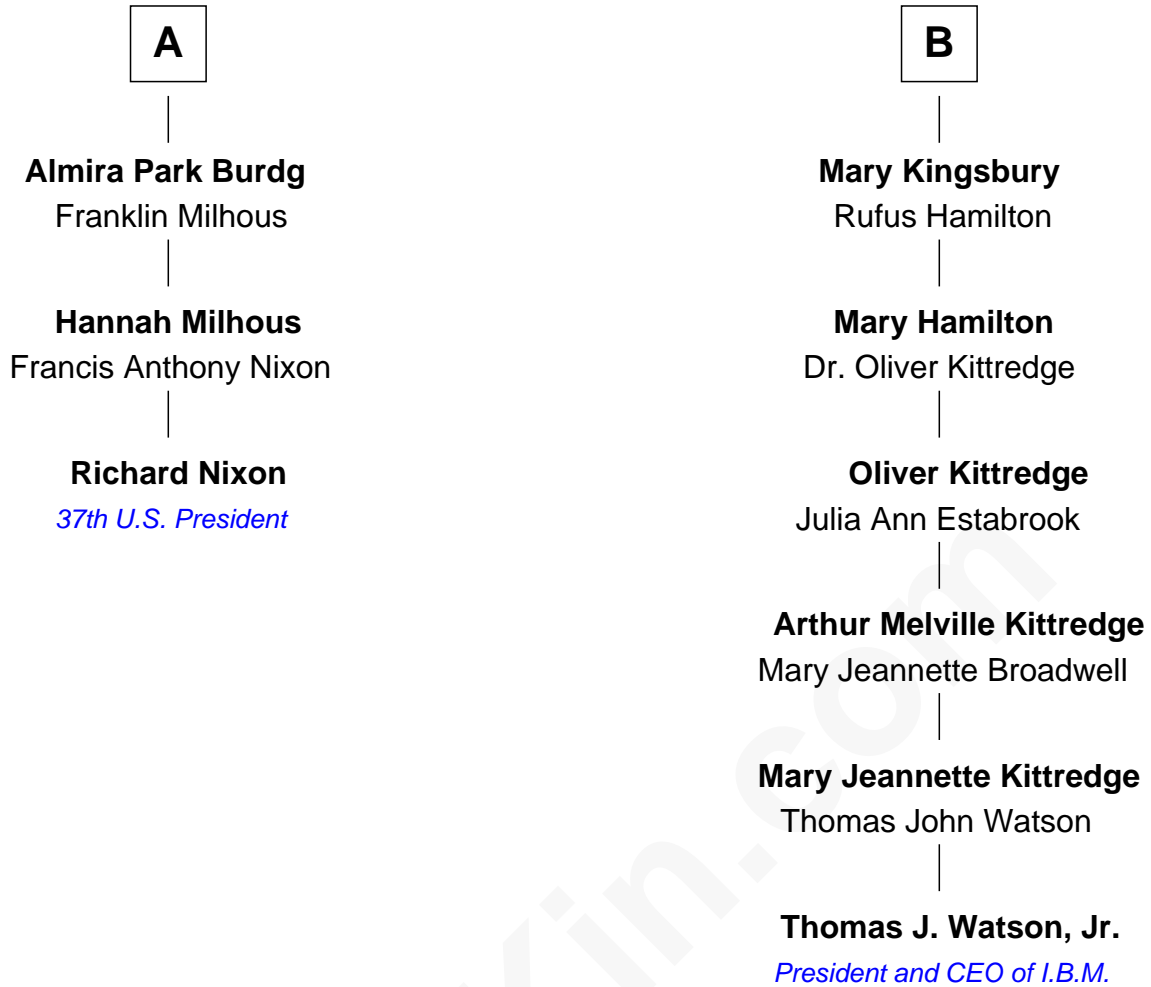 A
Almira Park Burdg
Franklin Milhous
Hannah Milhous
Francis Anthony Nixon
Richard Nixon
37th U.S. President
B
Mary Kingsbury
Rufus Hamilton
Mary Hamilton
Dr. Oliver Kittredge
Oliver Kittredge
Julia Ann Estabrook
Arthur Melville Kittredge
Mary Jeannette Broadwell
Mary Jeannette Kittredge
Thomas John Watson
Thomas J. Watson, Jr.
President and CEO of I.B.M.
Kin.com